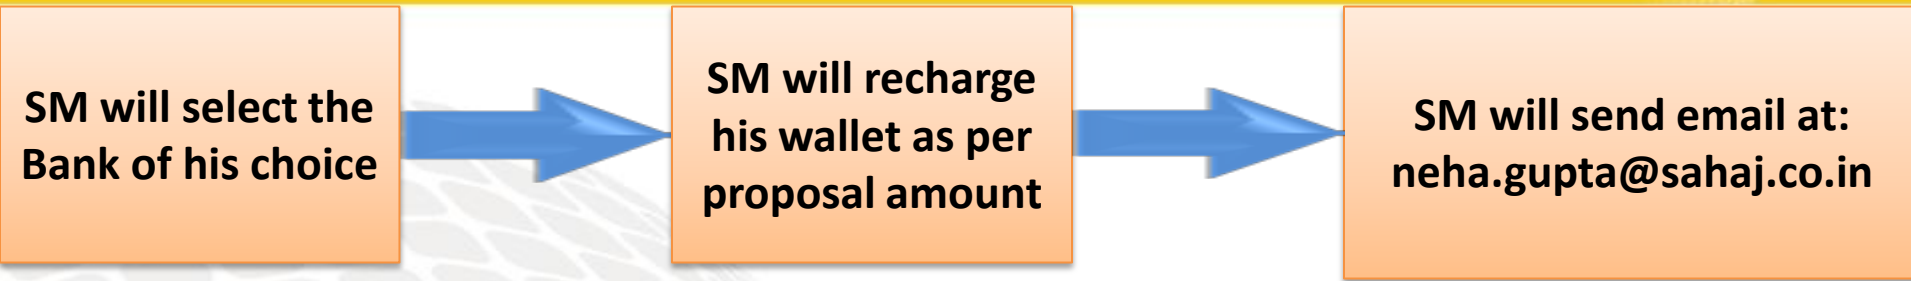 SM will select the
Bank of his choice
SM will recharge
his wallet as per
proposal amount
SM will send email at:
neha.gupta@sahaj.co.in